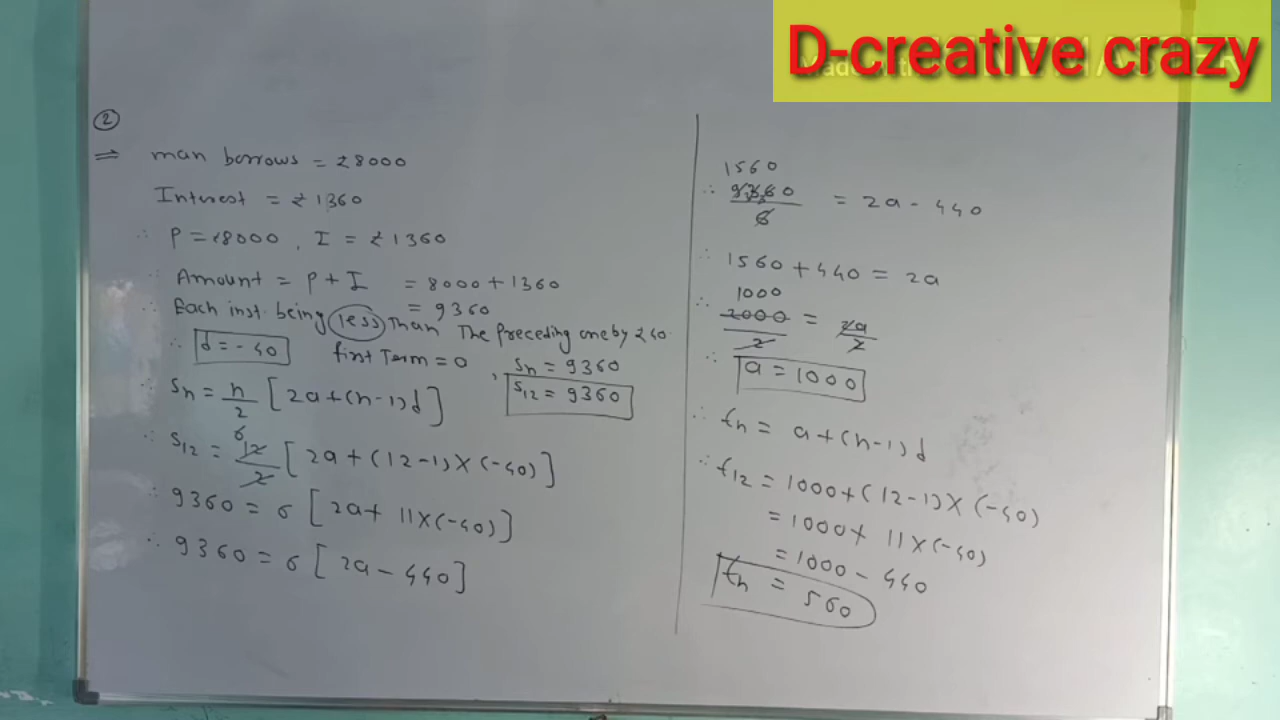 D-creative crazy
②
⇒ man borrows = ₹8000
Interest = ₹1360
∴ P = ₹8000, I = ₹1360
∴ Amount = P + I = 8000 + 1360
= 9360
∴ Each inst. being less Than The preceding one by ₹40.
∴ d = -40 first Term = 0, Sn = 9360
S12 = 9360
∴ Sn = n/2 [2a+(n-1)d]
∴ S12 = 12/2 6 [2a+(12-1)×(-40)]
∴ 9360 = 6 [2a+ 11×(-40)]
∴ 9360 = 6 [2a - 440]
1560
∴ 9360/6 = 2a - 440
∴ 1560 + 440 = 2a
1000
∴ 2000/2 = 2a/2
∴ a = 1000
∴ tn = a+(n-1)d
∴ t12 = 1000+(12-1)×(-40)
= 1000+ 11×(-40)
= 1000 - 440
tn = 560